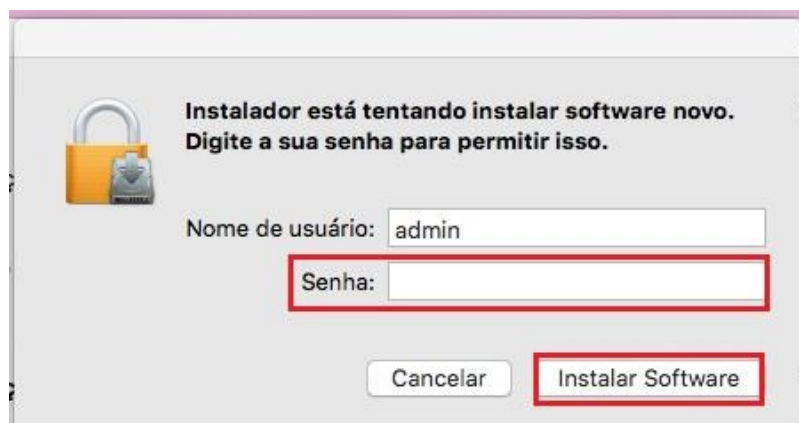 Instalador está tentando instalar software novo.
Digite a sua senha para permitir isso.
Nome de usuário: admin
Senha:
Cancelar Instalar Software